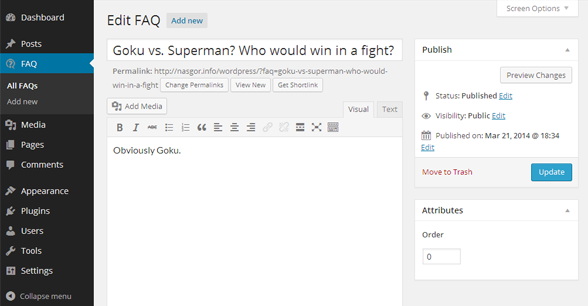 Dashboard
Posts
FAQ
All FAQs
Add new
Media
Pages
Comments
Appearance
Plugins
Users
Tools
Settings
Collapse menu
Screen Options
Edit FAQ Add new
Goku vs. Superman? Who would win in a fight?
Permalink: http://nasgor.info/wordpress/?faq=goku-vs-superman-who-would-
win-in-a-fight Change Permalinks View New Get Shortlink
Add Media
Visual Text
B I ABC
Obviously Goku.
Publish
Preview Changes
Status: Published Edit
Visibility: Public Edit
Published on: Mar 21, 2014 @ 18:34
Edit
Move to Trash Update
Attributes
Order
0